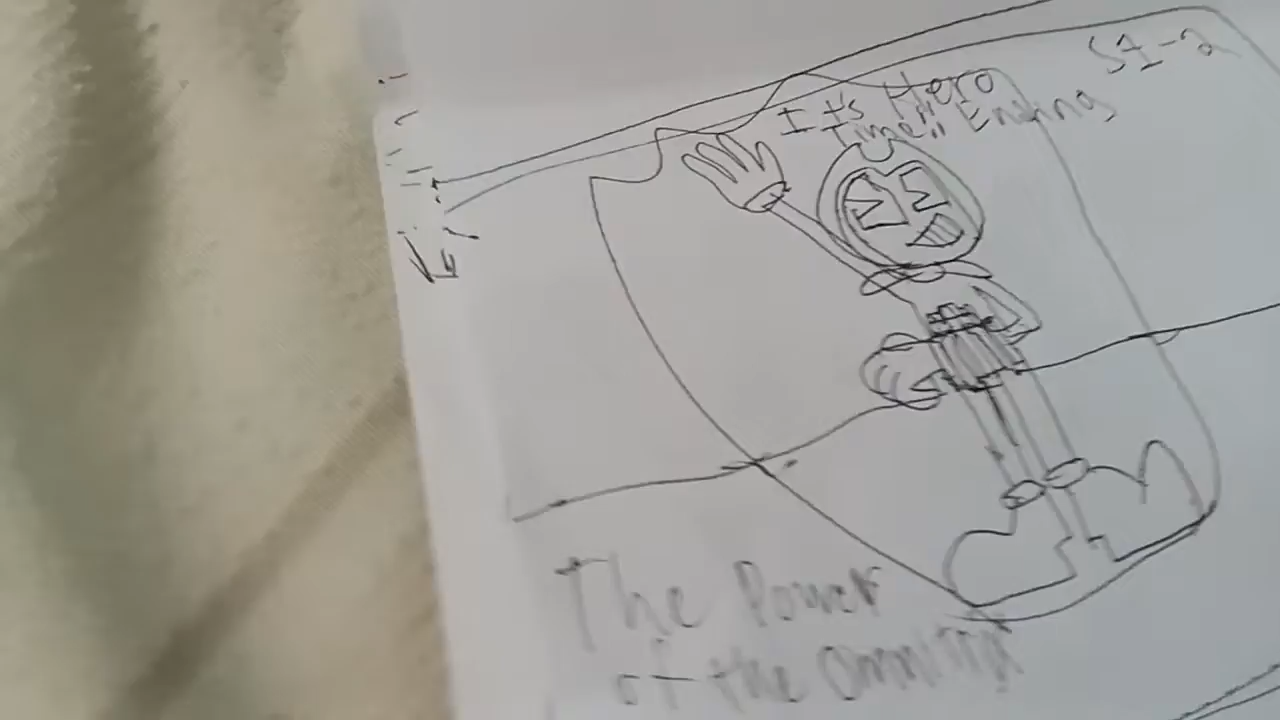 S1-2
It's Hero
Time!! Ending
The Power
of the Omnitrix